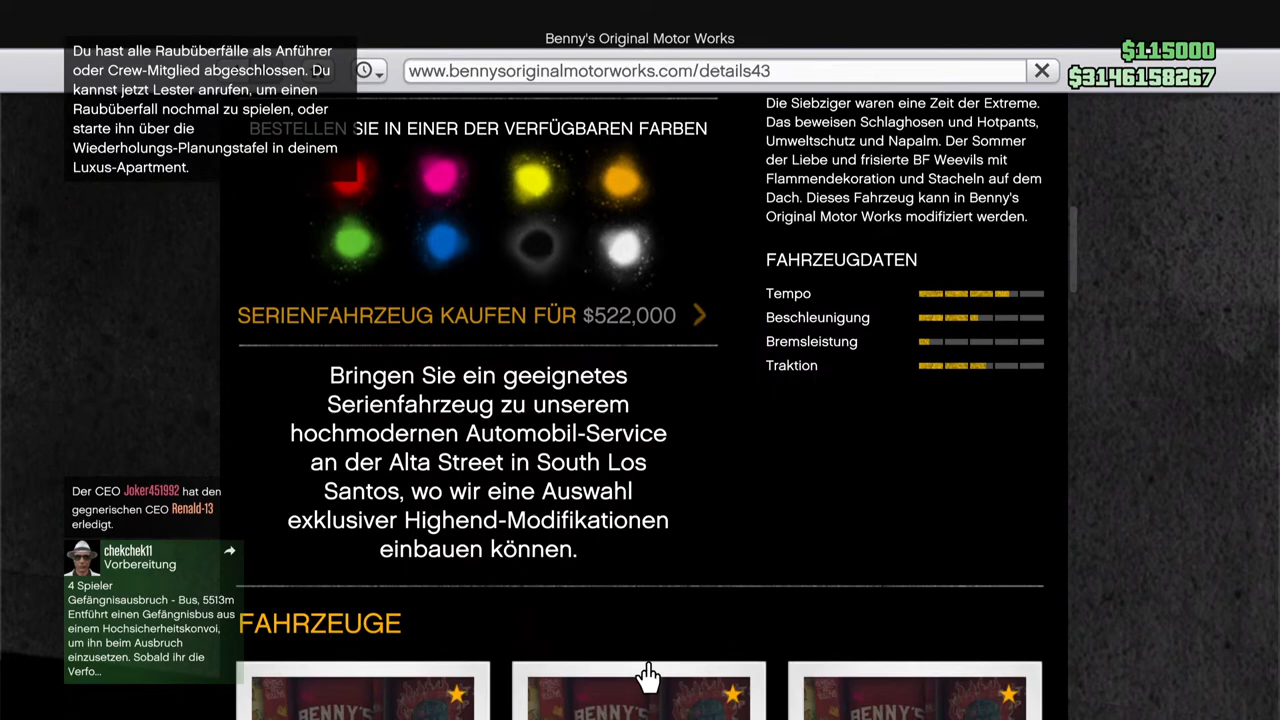 Benny's Original Motor Works
www.bennysoriginalmotorworks.com/details43
$115000
$3146158267
Du hast alle Raubüberfälle als Anführer
oder Crew-Mitglied abgeschlossen. Du
kannst jetzt Lester anrufen, um einen
Raubüberfall nochmal zu spielen, oder
starte ihn über die
Wiederholungs-Planungstafel in deinem
Luxus-Apartment.
BESTELLEN SIE IN EINER DER VERFÜGBAREN FARBEN
SERIENFAHRZEUG KAUFEN FÜR $522,000
Bringen Sie ein geeignetes
Serienfahrzeug zu unserem
hochmodernen Automobil-Service
an der Alta Street in South Los
Santos, wo wir eine Auswahl
exklusiver Highend-Modifikationen
einbauen können.
Die Siebziger waren eine Zeit der Extreme.
Das beweisen Schlaghosen und Hotpants,
Umweltschutz und Napalm. Der Sommer
der Liebe und frisierte BF Weevils mit
Flammendekoration und Stacheln auf dem
Dach. Dieses Fahrzeug kann in Benny's
Original Motor Works modifiziert werden.
FAHRZEUGDATEN
Tempo
Beschleunigung
Bremsleistung
Traktion
Der CEO Joker451992 hat den
gegnerischen CEO Renald-13
erledigt.
chekchek11
Vorbereitung
4 Spieler
Gefängnisausbruch - Bus, 5513m
Entführt einen Gefängnisbus aus
einem Hochsicherheitskonvoi,
um ihn beim Ausbruch
einzusetzen. Sobald ihr die
Verfo...
FAHRZEUGE
BENNY'S
BENNY'S
BENNY'S